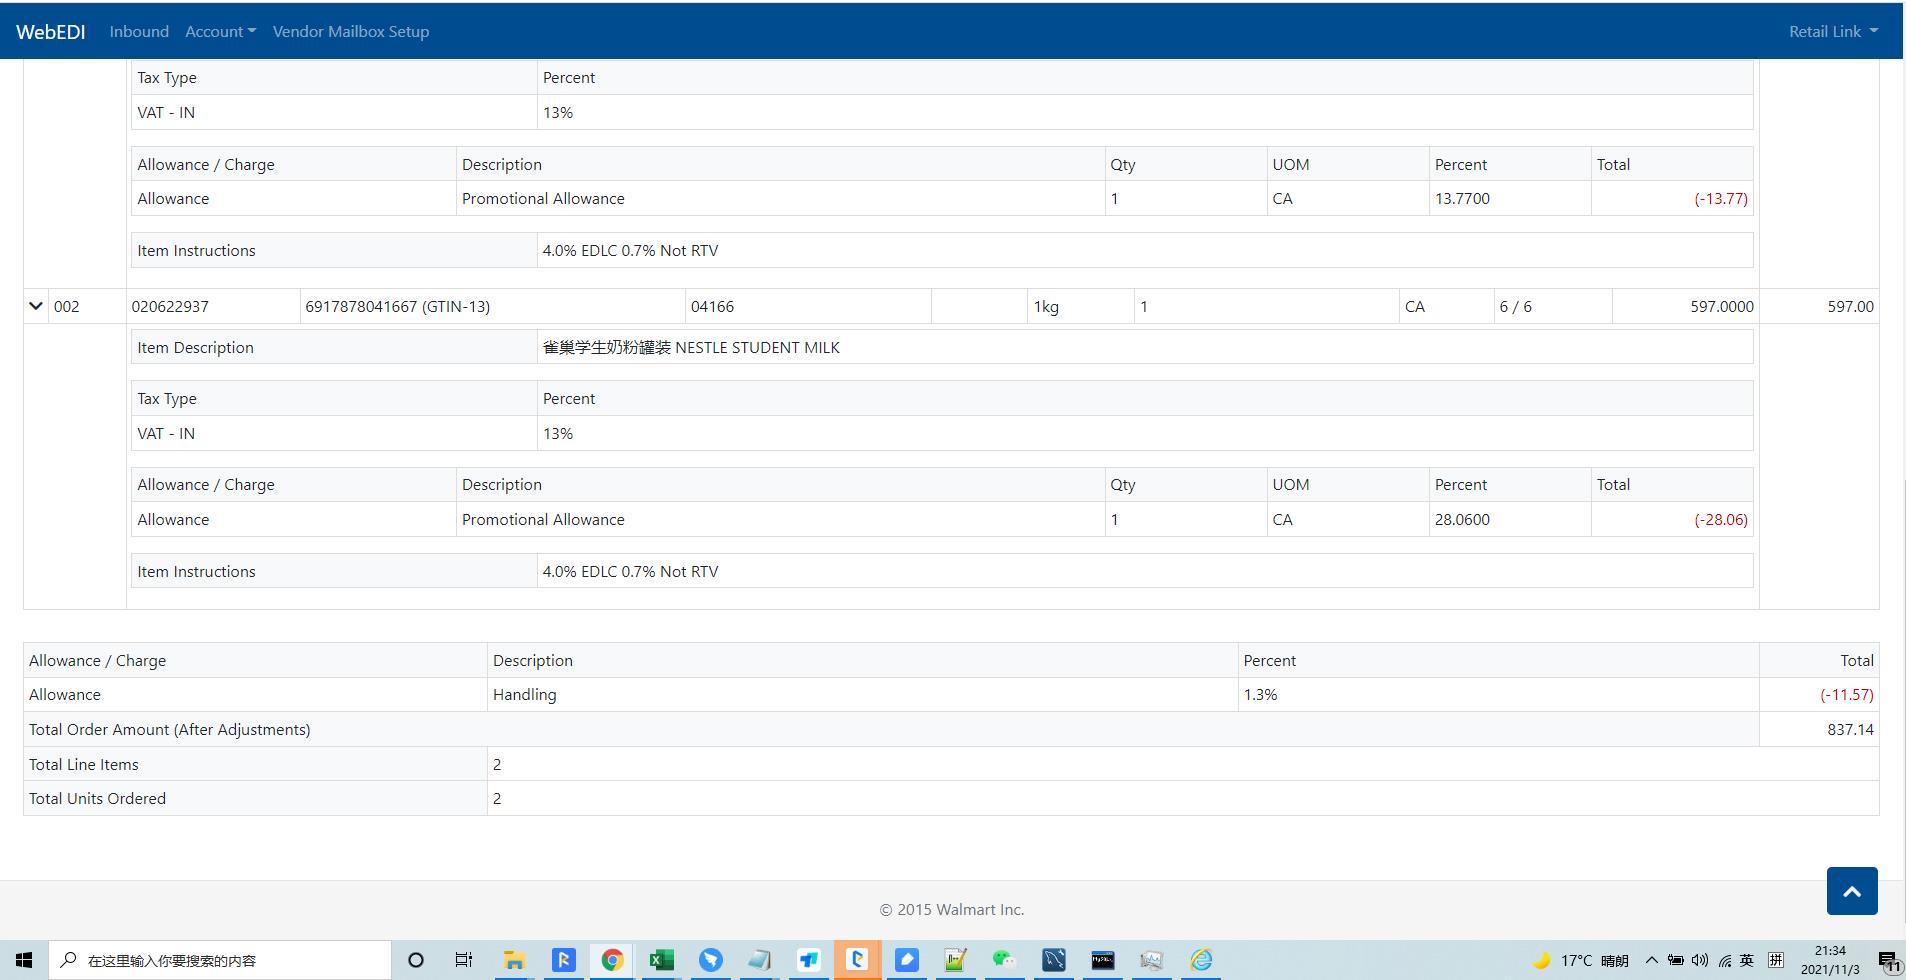 WebEDI Inbound Account Vendor Mailbox Setup Retail Link
Tax Type Percent
VAT - IN 13%
Allowance / Charge Description Qty UOM Percent Total
Allowance Promotional Allowance 1 CA 13.7700 (-13.77)
Item Instructions 4.0% EDLC 0.7% Not RTV
002 020622937 6917878041667 (GTIN-13) 04166 1kg 1 CA 6 / 6 597.0000 597.00
Item Description 雀巢学生奶粉罐装 NESTLE STUDENT MILK
Tax Type Percent
VAT - IN 13%
Allowance / Charge Description Qty UOM Percent Total
Allowance Promotional Allowance 1 CA 28.0600 (-28.06)
Item Instructions 4.0% EDLC 0.7% Not RTV
Allowance / Charge Description Percent Total
Allowance Handling 1.3% (-11.57)
Total Order Amount (After Adjustments) 837.14
Total Line Items 2
Total Units Ordered 2
© 2015 Walmart Inc.
在这里输入你要搜索的内容 17°C 晴朗 英 拼 21:34
2021/11/3 11